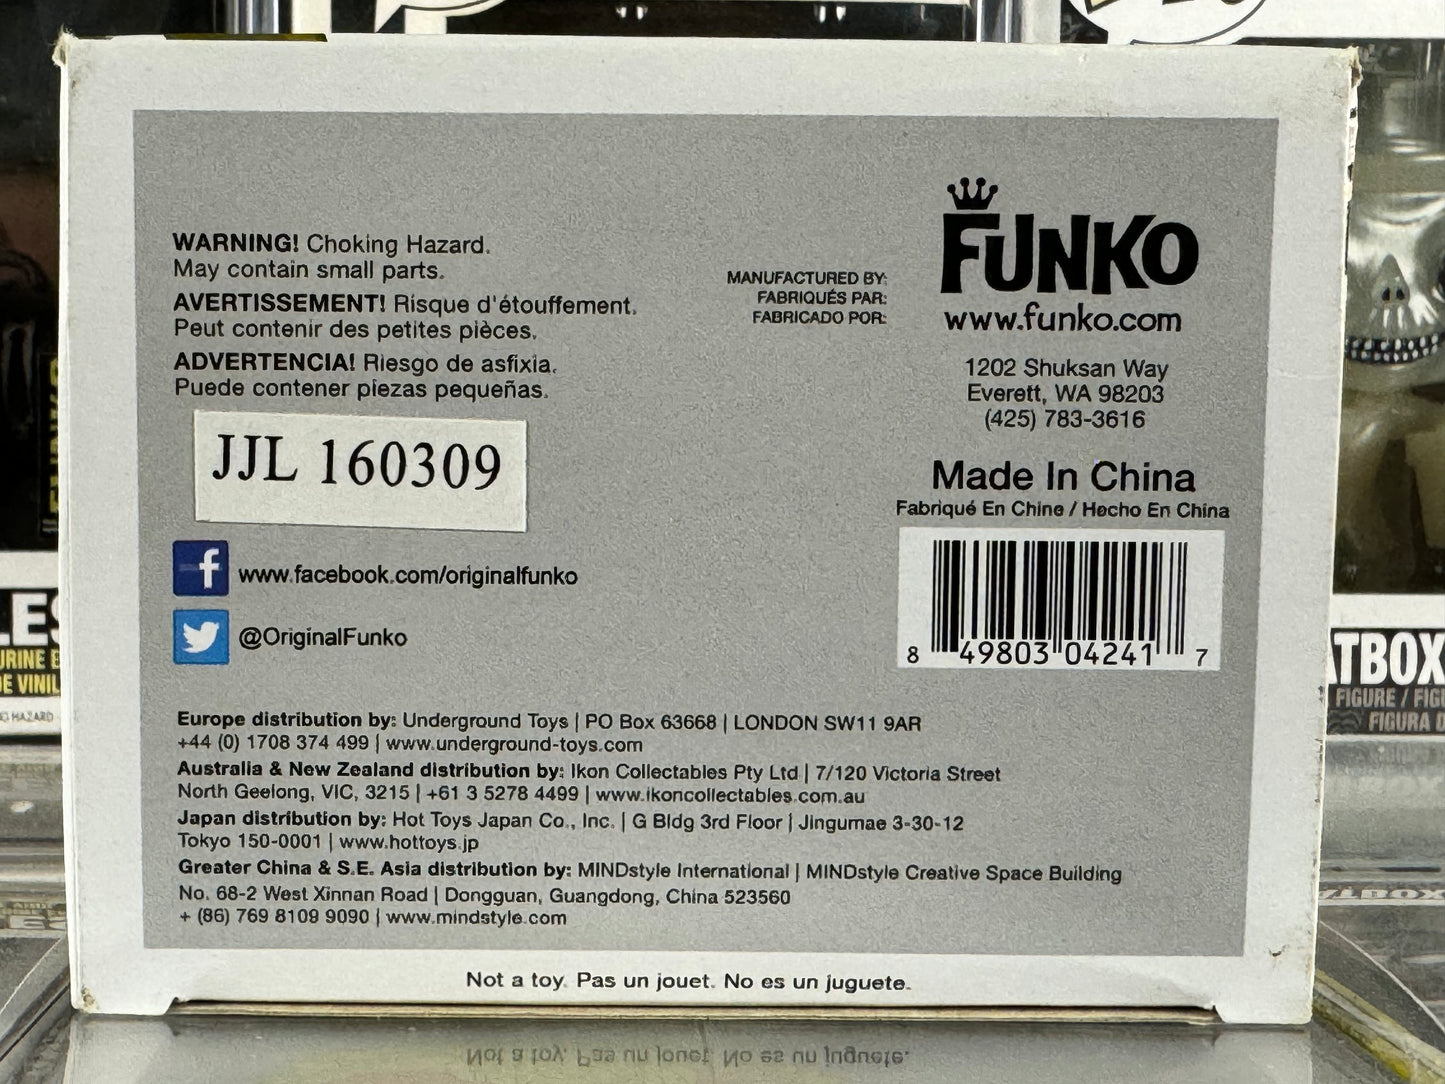 WARNING! Choking Hazard.
May contain small parts.
AVERTISSEMENT! Risque d'étouffement.
Peut contenir des petites pièces.
ADVERTENCIA! Riesgo de asfixia.
Puede contener piezas pequeñas.
JJL 160309
www.facebook.com/originalfunko
@OriginalFunko
MANUFACTURED BY:
FABRIQUÉS PAR:
FABRICADO POR:
FUNKO
www.funko.com
1202 Shuksan Way
Everett, WA 98203
(425) 783-3616
Made In China
Fabriqué En Chine / Hecho En China
8 49803 04241 7
Europe distribution by: Underground Toys | PO Box 63668 | LONDON SW11 9AR
+44 (0) 1708 374 499 | www.underground-toys.com
Australia & New Zealand distribution by: Ikon Collectables Pty Ltd | 7/120 Victoria Street
North Geelong, VIC, 3215 | +61 3 5278 4499 | www.ikoncollectables.com.au
Japan distribution by: Hot Toys Japan Co., Inc. | G Bldg 3rd Floor | Jingumae 3-30-12
Tokyo 150-0001 | www.hottoys.jp
Greater China & S.E. Asia distribution by: MINDstyle International | MINDstyle Creative Space Building
No. 68-2 West Xinnan Road | Dongguan, Guangdong, China 523560
+ (86) 769 8109 9090 | www.mindstyle.com
Not a toy. Pas un jouet. No es un juguete.
TBOX
FIGURE / FIG
FIGURA
DE VINIL
HAZARD